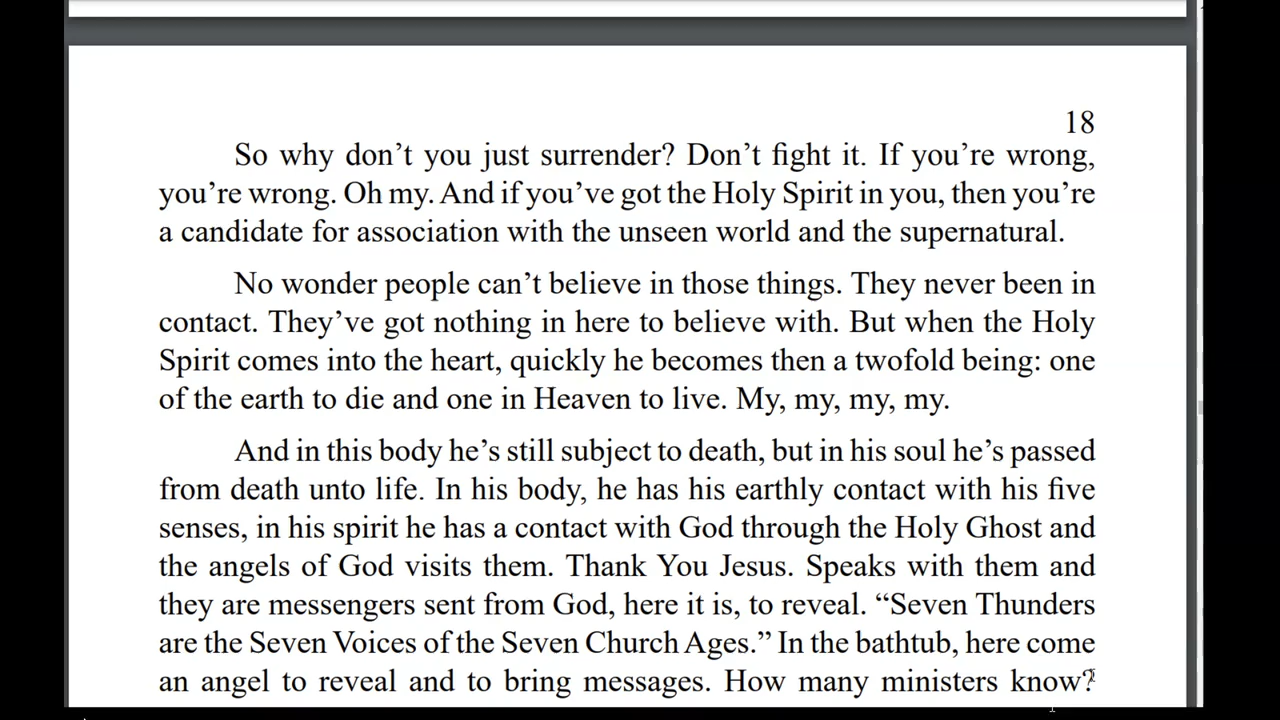 18
So why don’t you just surrender? Don’t fight it. If you’re wrong,
you’re wrong. Oh my. And if you’ve got the Holy Spirit in you, then you’re
a candidate for association with the unseen world and the supernatural.
No wonder people can’t believe in those things. They never been in
contact. They’ve got nothing in here to believe with. But when the Holy
Spirit comes into the heart, quickly he becomes then a twofold being: one
of the earth to die and one in Heaven to live. My, my, my, my.
And in this body he’s still subject to death, but in his soul he’s passed
from death unto life. In his body, he has his earthly contact with his five
senses, in his spirit he has a contact with God through the Holy Ghost and
the angels of God visits them. Thank You Jesus. Speaks with them and
they are messengers sent from God, here it is, to reveal. “Seven Thunders
are the Seven Voices of the Seven Church Ages.” In the bathtub, here come
an angel to reveal and to bring messages. How many ministers know?